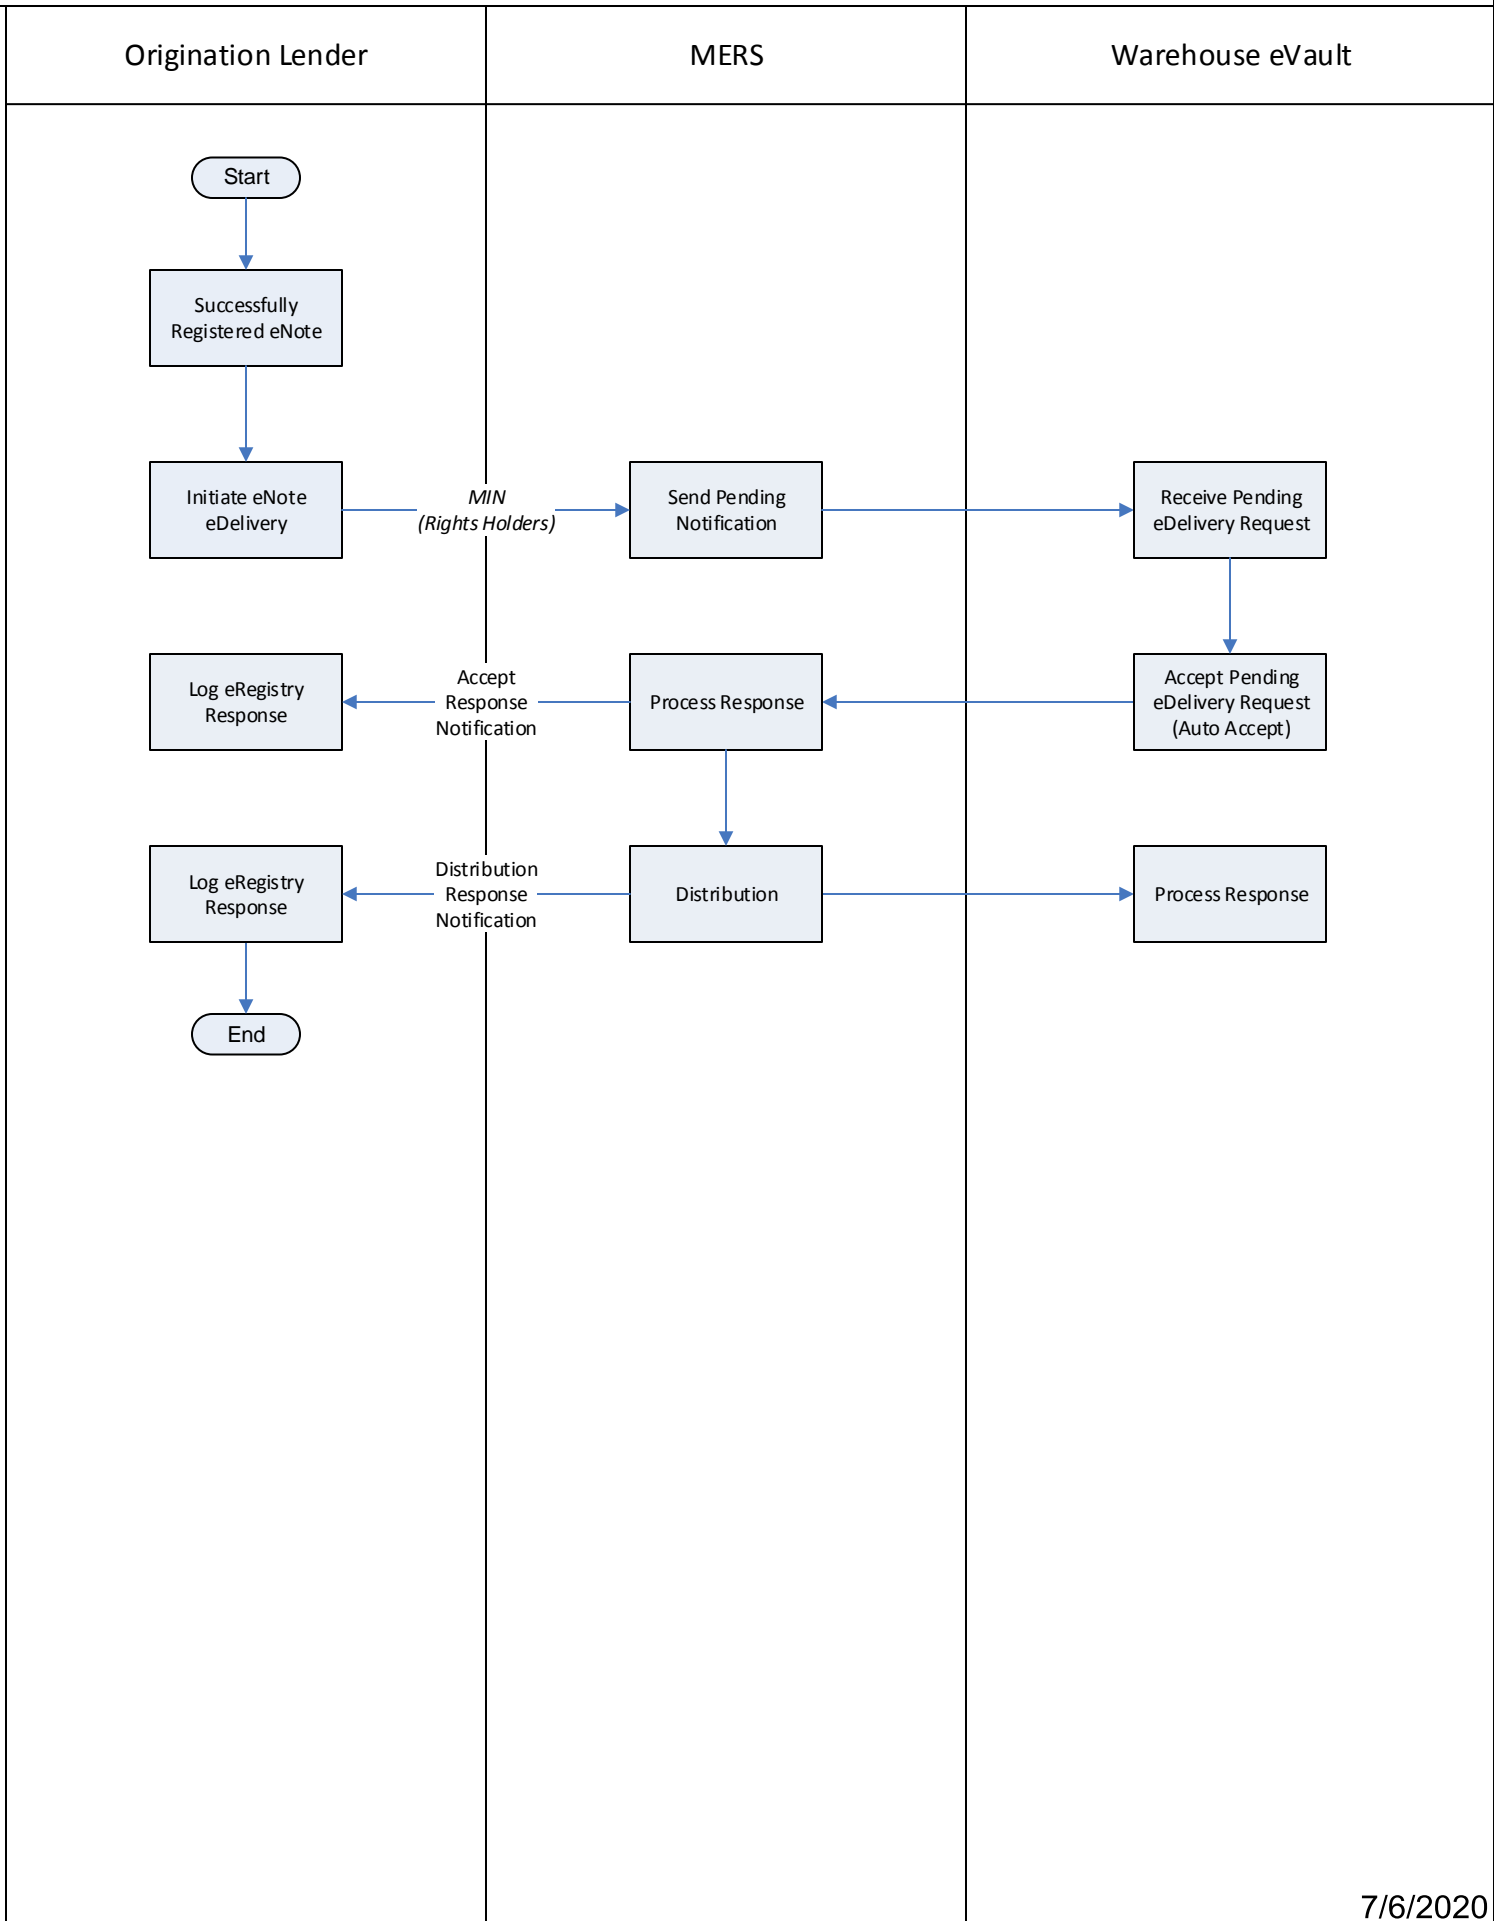 Origination Lender
MERS
Warehouse eVault
Start
Successfully
Registered eNote
Initiate eNote
eDelivery
MIN
(Rights Holders)
Send Pending
Notification
Receive Pending
eDelivery Request
Log eRegistry
Response
Accept
Response
Notification
Process Response
Accept Pending
eDelivery Request
(Auto Accept)
Log eRegistry
Response
Distribution
Response
Notification
Distribution
Process Response
End
7/6/2020